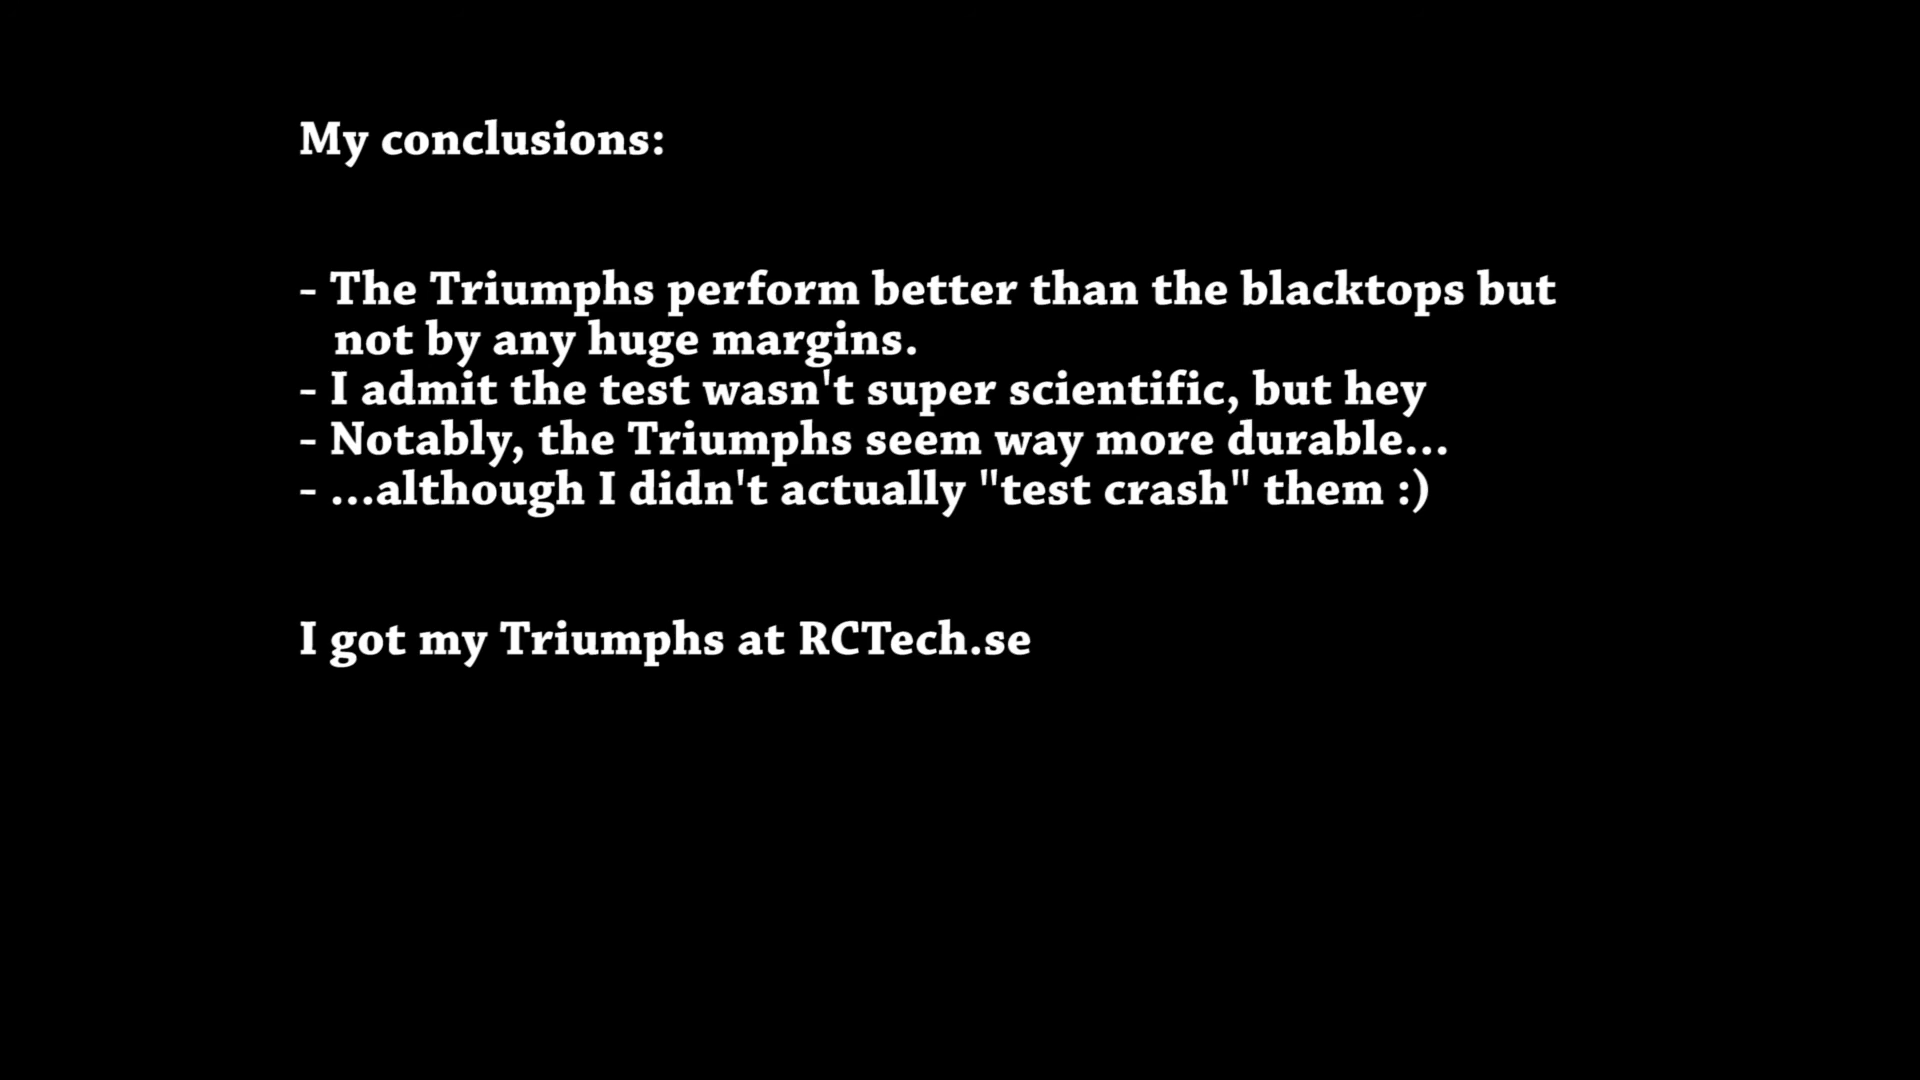 My conclusions:
- The Triumphs perform better than the blacktops but
not by any huge margins.
- I admit the test wasn't super scientific, but hey
- Notably, the Triumphs seem way more durable...
- ...although I didn't actually "test crash" them :)
I got my Triumphs at RCTech.se